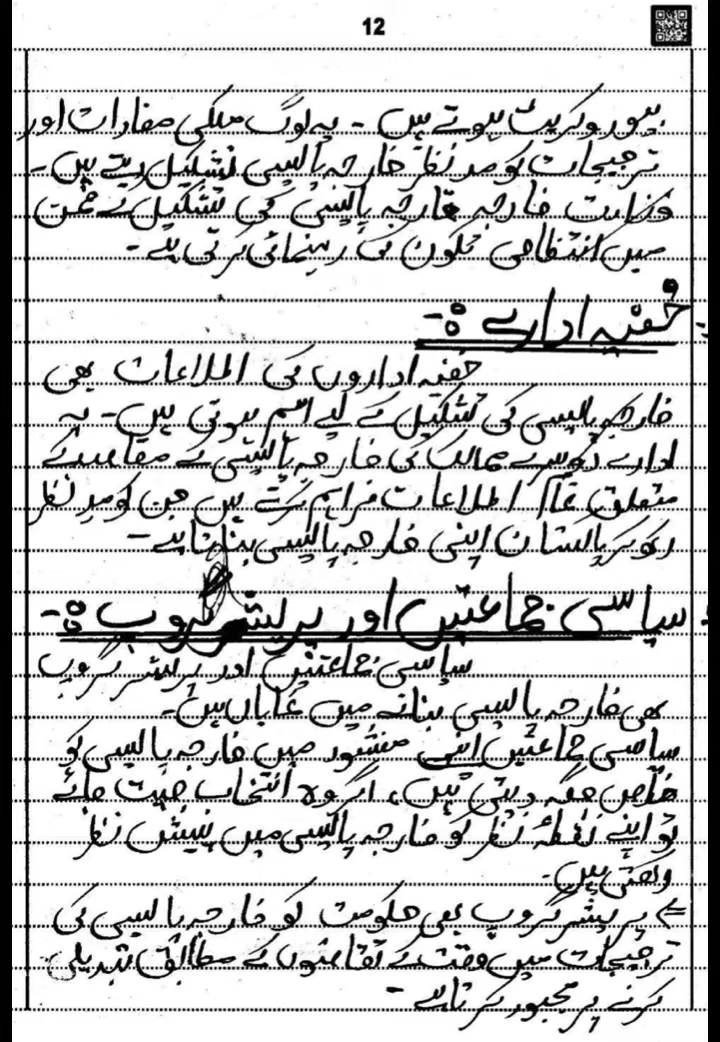 12
بیوروکریٹ ہوتے ہیں - یہ لوگ ملکی مفادات اور
ترجیحات کو مدنظر خارجہ پالیسی تشکیل دیتے ہیں -
وزارت خارجہ خارجہ پالیسی کی تشکیل کے ضمن
میں انتظامی محکموں کی رہنمائی کرتی ہے -
خفیہ ادارے :-
خفیہ اداروں کی اطلاعات بھی
خارجہ پالیسی کی تشکیل کے لیے اہم ہوتی ہیں - یہ
ادارے دوسرے ممالک کی خارجہ پالیسی کے مقاصد کے
متعلق تمام اطلاعات فراہم کرتے ہیں جن کو مدنظر
رکھ کر پاکستان اپنی خارجہ پالیسی بناتا ہے -
سیاسی جماعتیں اور پریشر گروپ :-
سیاسی جماعتیں اور پریشر گروپ
بھی خارجہ پالیسی بنانے میں نمایاں ہیں -
سیاسی جماعتیں اپنے منشور میں خارجہ پالیسی کو
خاص جگہ دیتی ہیں، اگر وہ انتخاب جیت جائے
تو اپنے نقطۂ نظر کو خارجہ پالیسی میں پیش نظر
رکھتی ہیں -
⇐ پریشر گروپ بھی حکومت کو خارجہ پالیسی کی
ترجیحات میں وقت کے تقاضوں کے مطابق تبدیلی
کرنے پر مجبور کرتا ہے -